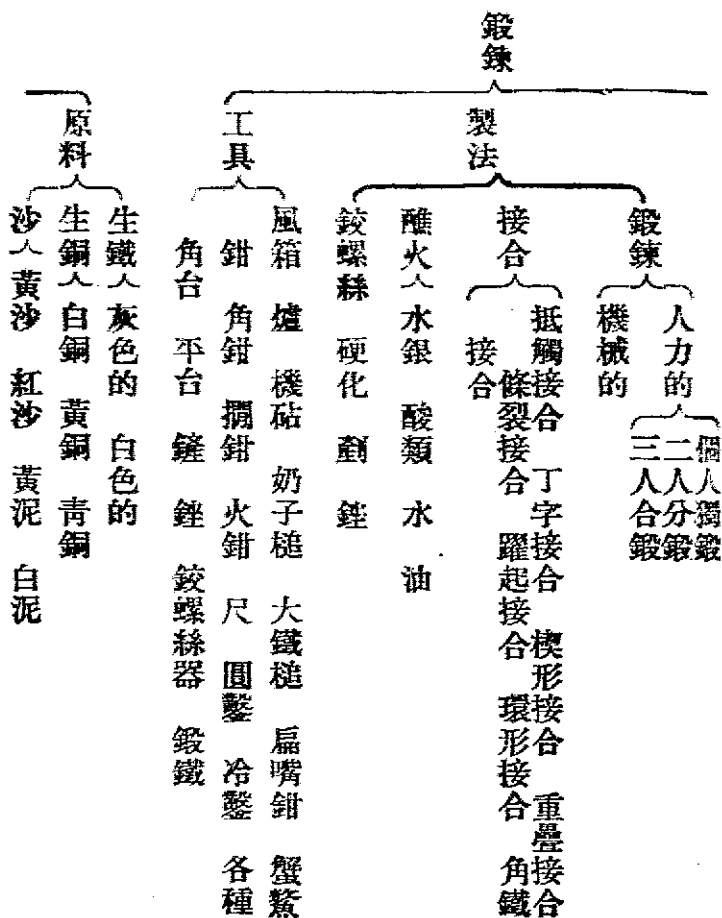 鍛鍊
製法
鍛鍊
人力的
個人獨鍛
二人分鍛
三人合鍛
機械的
接合
抵觸接合 丁字接合 楔形接合 重疊接合
條裂接合 躍起接合 環形接合 角鐵
接合
醮火 水銀 酸類 水 油
鉸螺絲 硬化 剷 銼
工具
風箱 爐 機砧 奶子槌 大鐵槌 扁嘴鉗 蟹鰲
鉗 角鉗 擱鉗 火鉗 尺 圓鑿 冷鑿 各種
角台 平台 鏟 銼 鉸螺絲器 鍛鐵
原料
生鐵 灰色的 白色的
生銅 白銅 黃銅 青銅
沙 黃沙 紅沙 黃泥 白泥